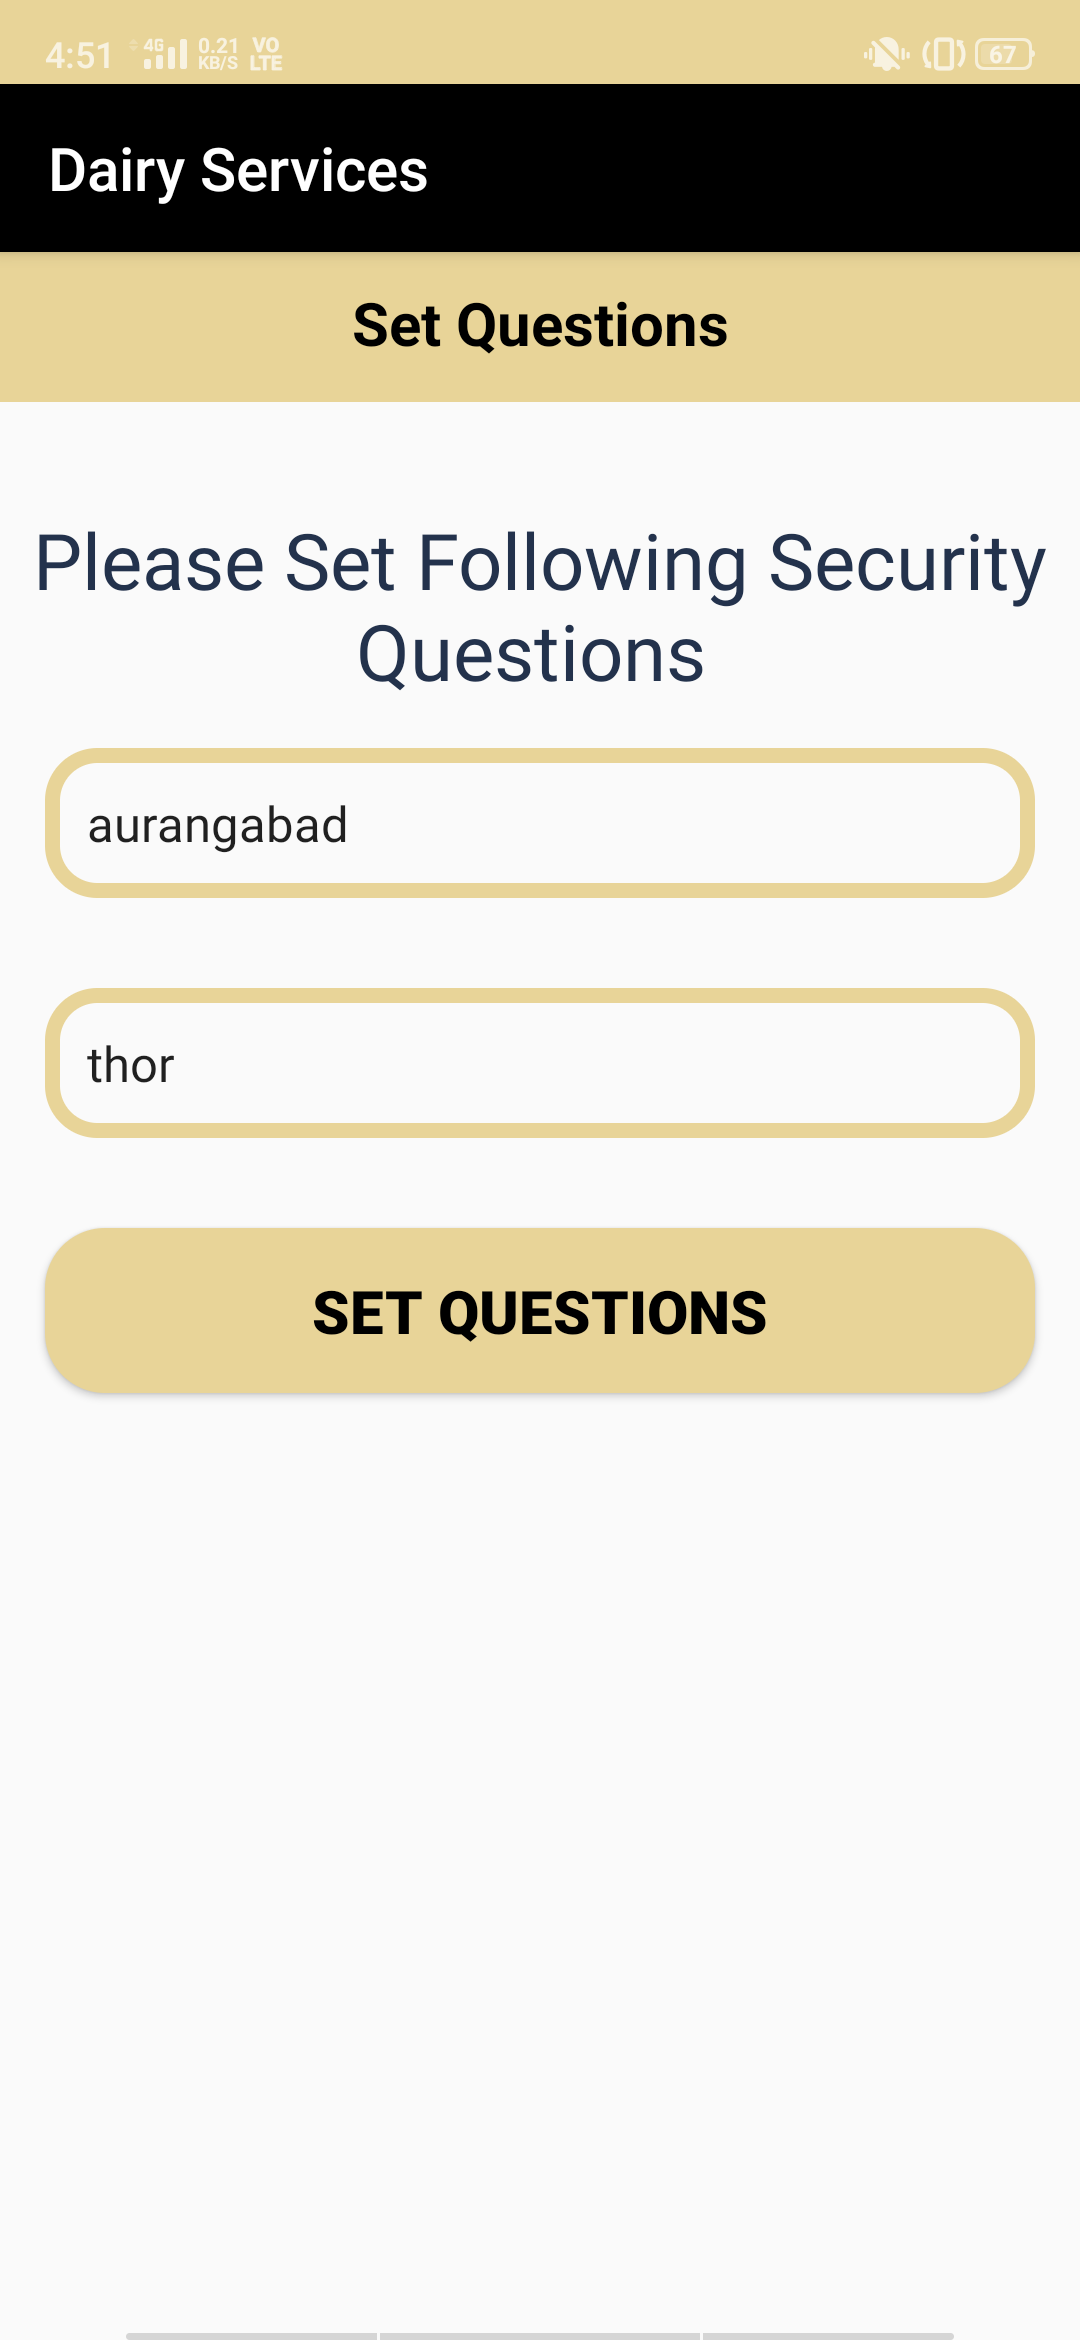 4:51 4G 0.21 KB/S VO LTE 67
Dairy Services
Set Questions
Please Set Following Security
Questions
aurangabad
thor
SET QUESTIONS